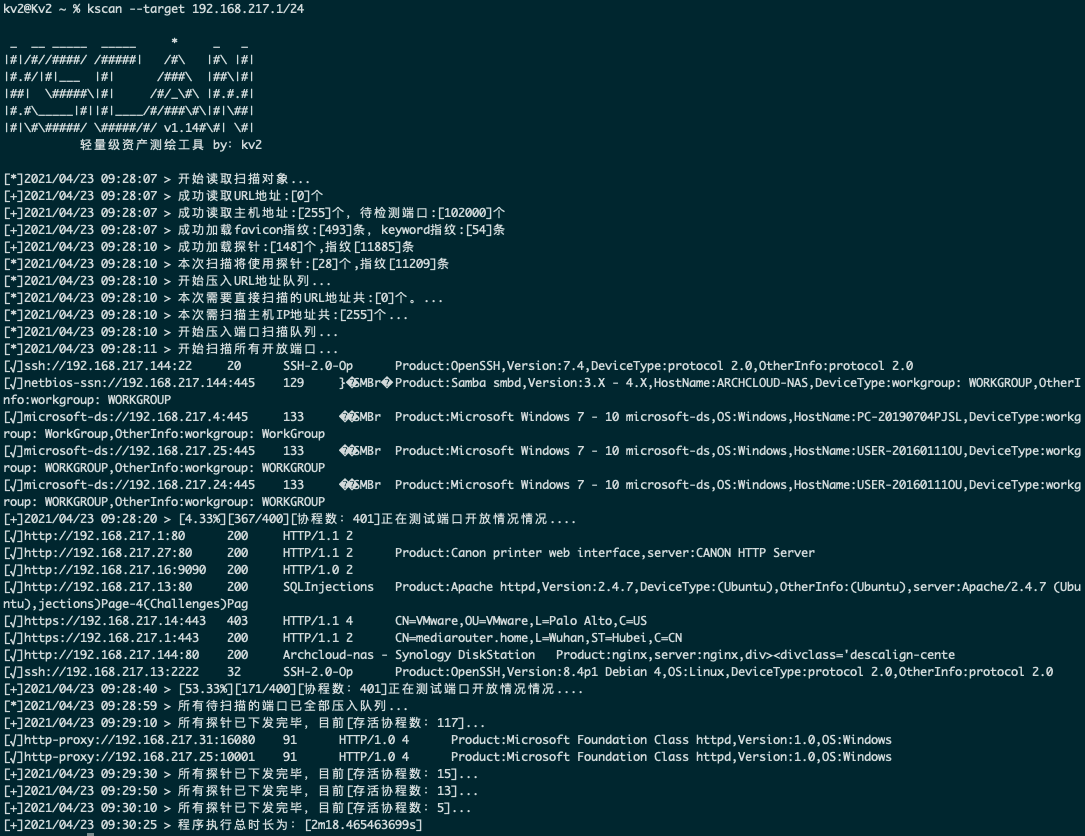 kv2@Kv2 ~ % kscan --target 192.168.217.1/24
 _  __ _____  _____     *     _   _
|#|/#//####/ /#####|   /#\   |#\ |#|
|#.#/|#|___  |#|      /###\  |##\|#|
|##|  \#####\|#|     /#/_\#\ |#.#.#|
|#.#\_____|#||#|____/#/###\#\|#|\##|
|#|\#\#####/ \#####/#/ v1.14#\#| \#|
轻量级资产测绘工具 by: kv2
[*]2021/04/23 09:28:07 > 开始读取扫描对象...
[+]2021/04/23 09:28:07 > 成功读取URL地址:[0]个
[+]2021/04/23 09:28:07 > 成功读取主机地址:[255]个, 待检测端口:[102000]个
[+]2021/04/23 09:28:07 > 成功加载favicon指纹:[493]条, keyword指纹:[54]条
[+]2021/04/23 09:28:10 > 成功加载探针:[148]个,指纹[11885]条
[*]2021/04/23 09:28:10 > 本次扫描将使用探针:[28]个,指纹[11209]条
[*]2021/04/23 09:28:10 > 开始压入URL地址队列...
[*]2021/04/23 09:28:10 > 本次需要直接扫描的URL地址共:[0]个。...
[*]2021/04/23 09:28:10 > 本次需扫描主机IP地址共:[255]个...
[*]2021/04/23 09:28:10 > 开始压入端口扫描队列...
[*]2021/04/23 09:28:11 > 开始扫描所有开放端口...
[√]ssh://192.168.217.144:22     20      SSH-2.0-Op      Product:OpenSSH,Version:7.4,DeviceType:protocol 2.0,OtherInfo:protocol 2.0
[√]netbios-ssn://192.168.217.144:445    129     }�SMBr� Product:Samba smbd,Version:3.X - 4.X,HostName:ARCHCLOUD-NAS,DeviceType:workgroup: WORKGROUP,OtherI
nfo:workgroup: WORKGROUP
[√]microsoft-ds://192.168.217.4:445     133     ��SMBr  Product:Microsoft Windows 7 - 10 microsoft-ds,OS:Windows,HostName:PC-20190704PJSL,DeviceType:workg
roup: WorkGroup,OtherInfo:workgroup: WorkGroup
[√]microsoft-ds://192.168.217.25:445    133     ��SMBr  Product:Microsoft Windows 7 - 10 microsoft-ds,OS:Windows,HostName:USER-20160111OU,DeviceType:workg
roup: WORKGROUP,OtherInfo:workgroup: WORKGROUP
[√]microsoft-ds://192.168.217.24:445    133     ��SMBr  Product:Microsoft Windows 7 - 10 microsoft-ds,OS:Windows,HostName:USER-20160111OU,DeviceType:workg
roup: WORKGROUP,OtherInfo:workgroup: WORKGROUP
[+]2021/04/23 09:28:20 > [4.33%][367/400][协程数: 401]正在测试端口开放情况情况....
[√]http://192.168.217.1:80      200     HTTP/1.1 2
[√]http://192.168.217.27:80     200     HTTP/1.1 2      Product:Canon printer web interface,server:CANON HTTP Server
[√]http://192.168.217.16:9090   200     HTTP/1.0 2
[√]http://192.168.217.13:80     200     SQLInjections   Product:Apache httpd,Version:2.4.7,DeviceType:(Ubuntu),OtherInfo:(Ubuntu),server:Apache/2.4.7 (Ubu
ntu),jections)Page-4(Challenges)Pag
[√]https://192.168.217.14:443   403     HTTP/1.1 4      CN=VMware,OU=VMware,L=Palo Alto,C=US
[√]https://192.168.217.1:443    200     HTTP/1.1 2      CN=mediarouter.home,L=Wuhan,ST=Hubei,C=CN
[√]http://192.168.217.144:80    200     Archcloud-nas - Synology DiskStation   Product:nginx,server:nginx,div><divclass='descalign-cente
[√]ssh://192.168.217.13:2222    32      SSH-2.0-Op      Product:OpenSSH,Version:8.4p1 Debian 4,OS:Linux,DeviceType:protocol 2.0,OtherInfo:protocol 2.0
[+]2021/04/23 09:28:40 > [53.33%][171/400][协程数: 401]正在测试端口开放情况情况....
[*]2021/04/23 09:28:59 > 所有待扫描的端口已全部压入队列...
[+]2021/04/23 09:29:10 > 所有探针已下发完毕, 目前[存活协程数: 117]...
[√]http-proxy://192.168.217.31:16080    91      HTTP/1.0 4      Product:Microsoft Foundation Class httpd,Version:1.0,OS:Windows
[√]http-proxy://192.168.217.25:10001    91      HTTP/1.0 4      Product:Microsoft Foundation Class httpd,Version:1.0,OS:Windows
[+]2021/04/23 09:29:30 > 所有探针已下发完毕, 目前[存活协程数: 15]...
[+]2021/04/23 09:29:50 > 所有探针已下发完毕, 目前[存活协程数: 13]...
[+]2021/04/23 09:30:10 > 所有探针已下发完毕, 目前[存活协程数: 5]...
[+]2021/04/23 09:30:25 > 程序执行总时长为: [2m18.465463699s]